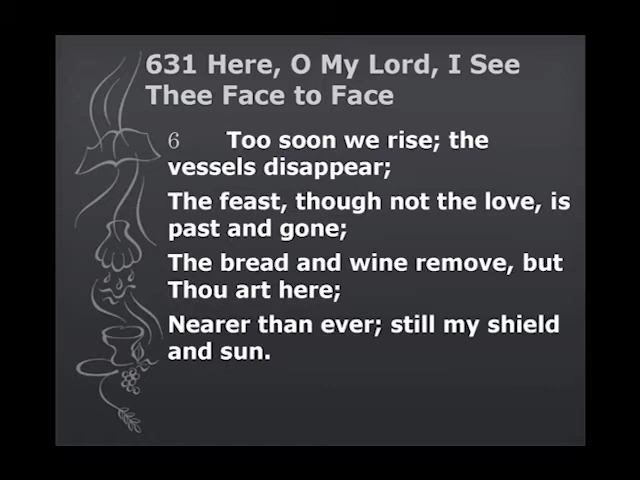 631 Here, O My Lord, I See
Thee Face to Face
6 Too soon we rise; the
vessels disappear;
The feast, though not the love, is
past and gone;
The bread and wine remove, but
Thou art here;
Nearer than ever; still my shield
and sun.